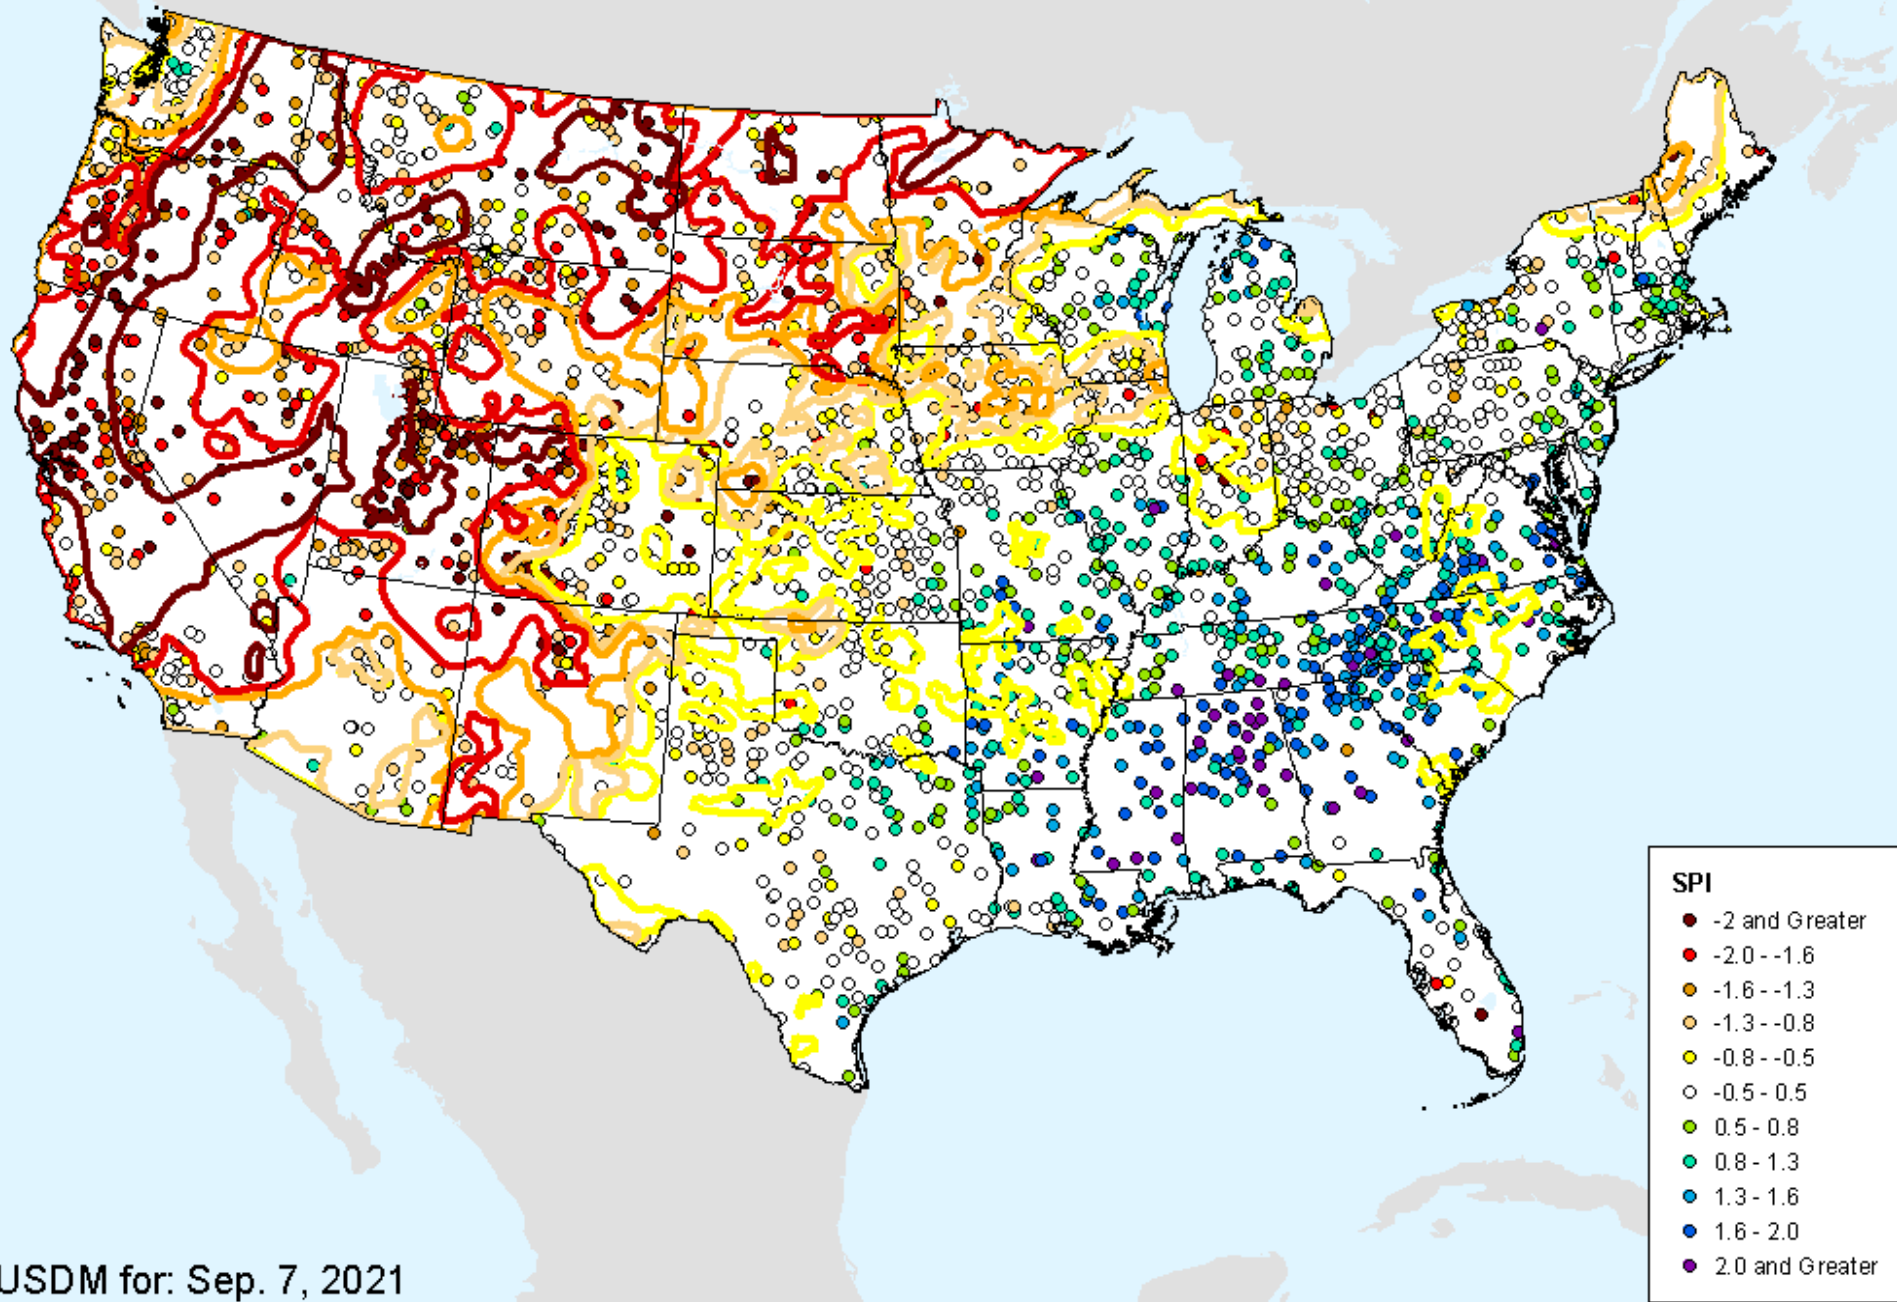 SPI
-2 and Greater
-2.0 - -1.6
-1.6 - -1.3
-1.3 - -0.8
-0.8 - -0.5
-0.5 - 0.5
0.5 - 0.8
0.8 - 1.3
1.3 - 1.6
1.6 - 2.0
2.0 and Greater
USDM for: Sep. 7, 2021